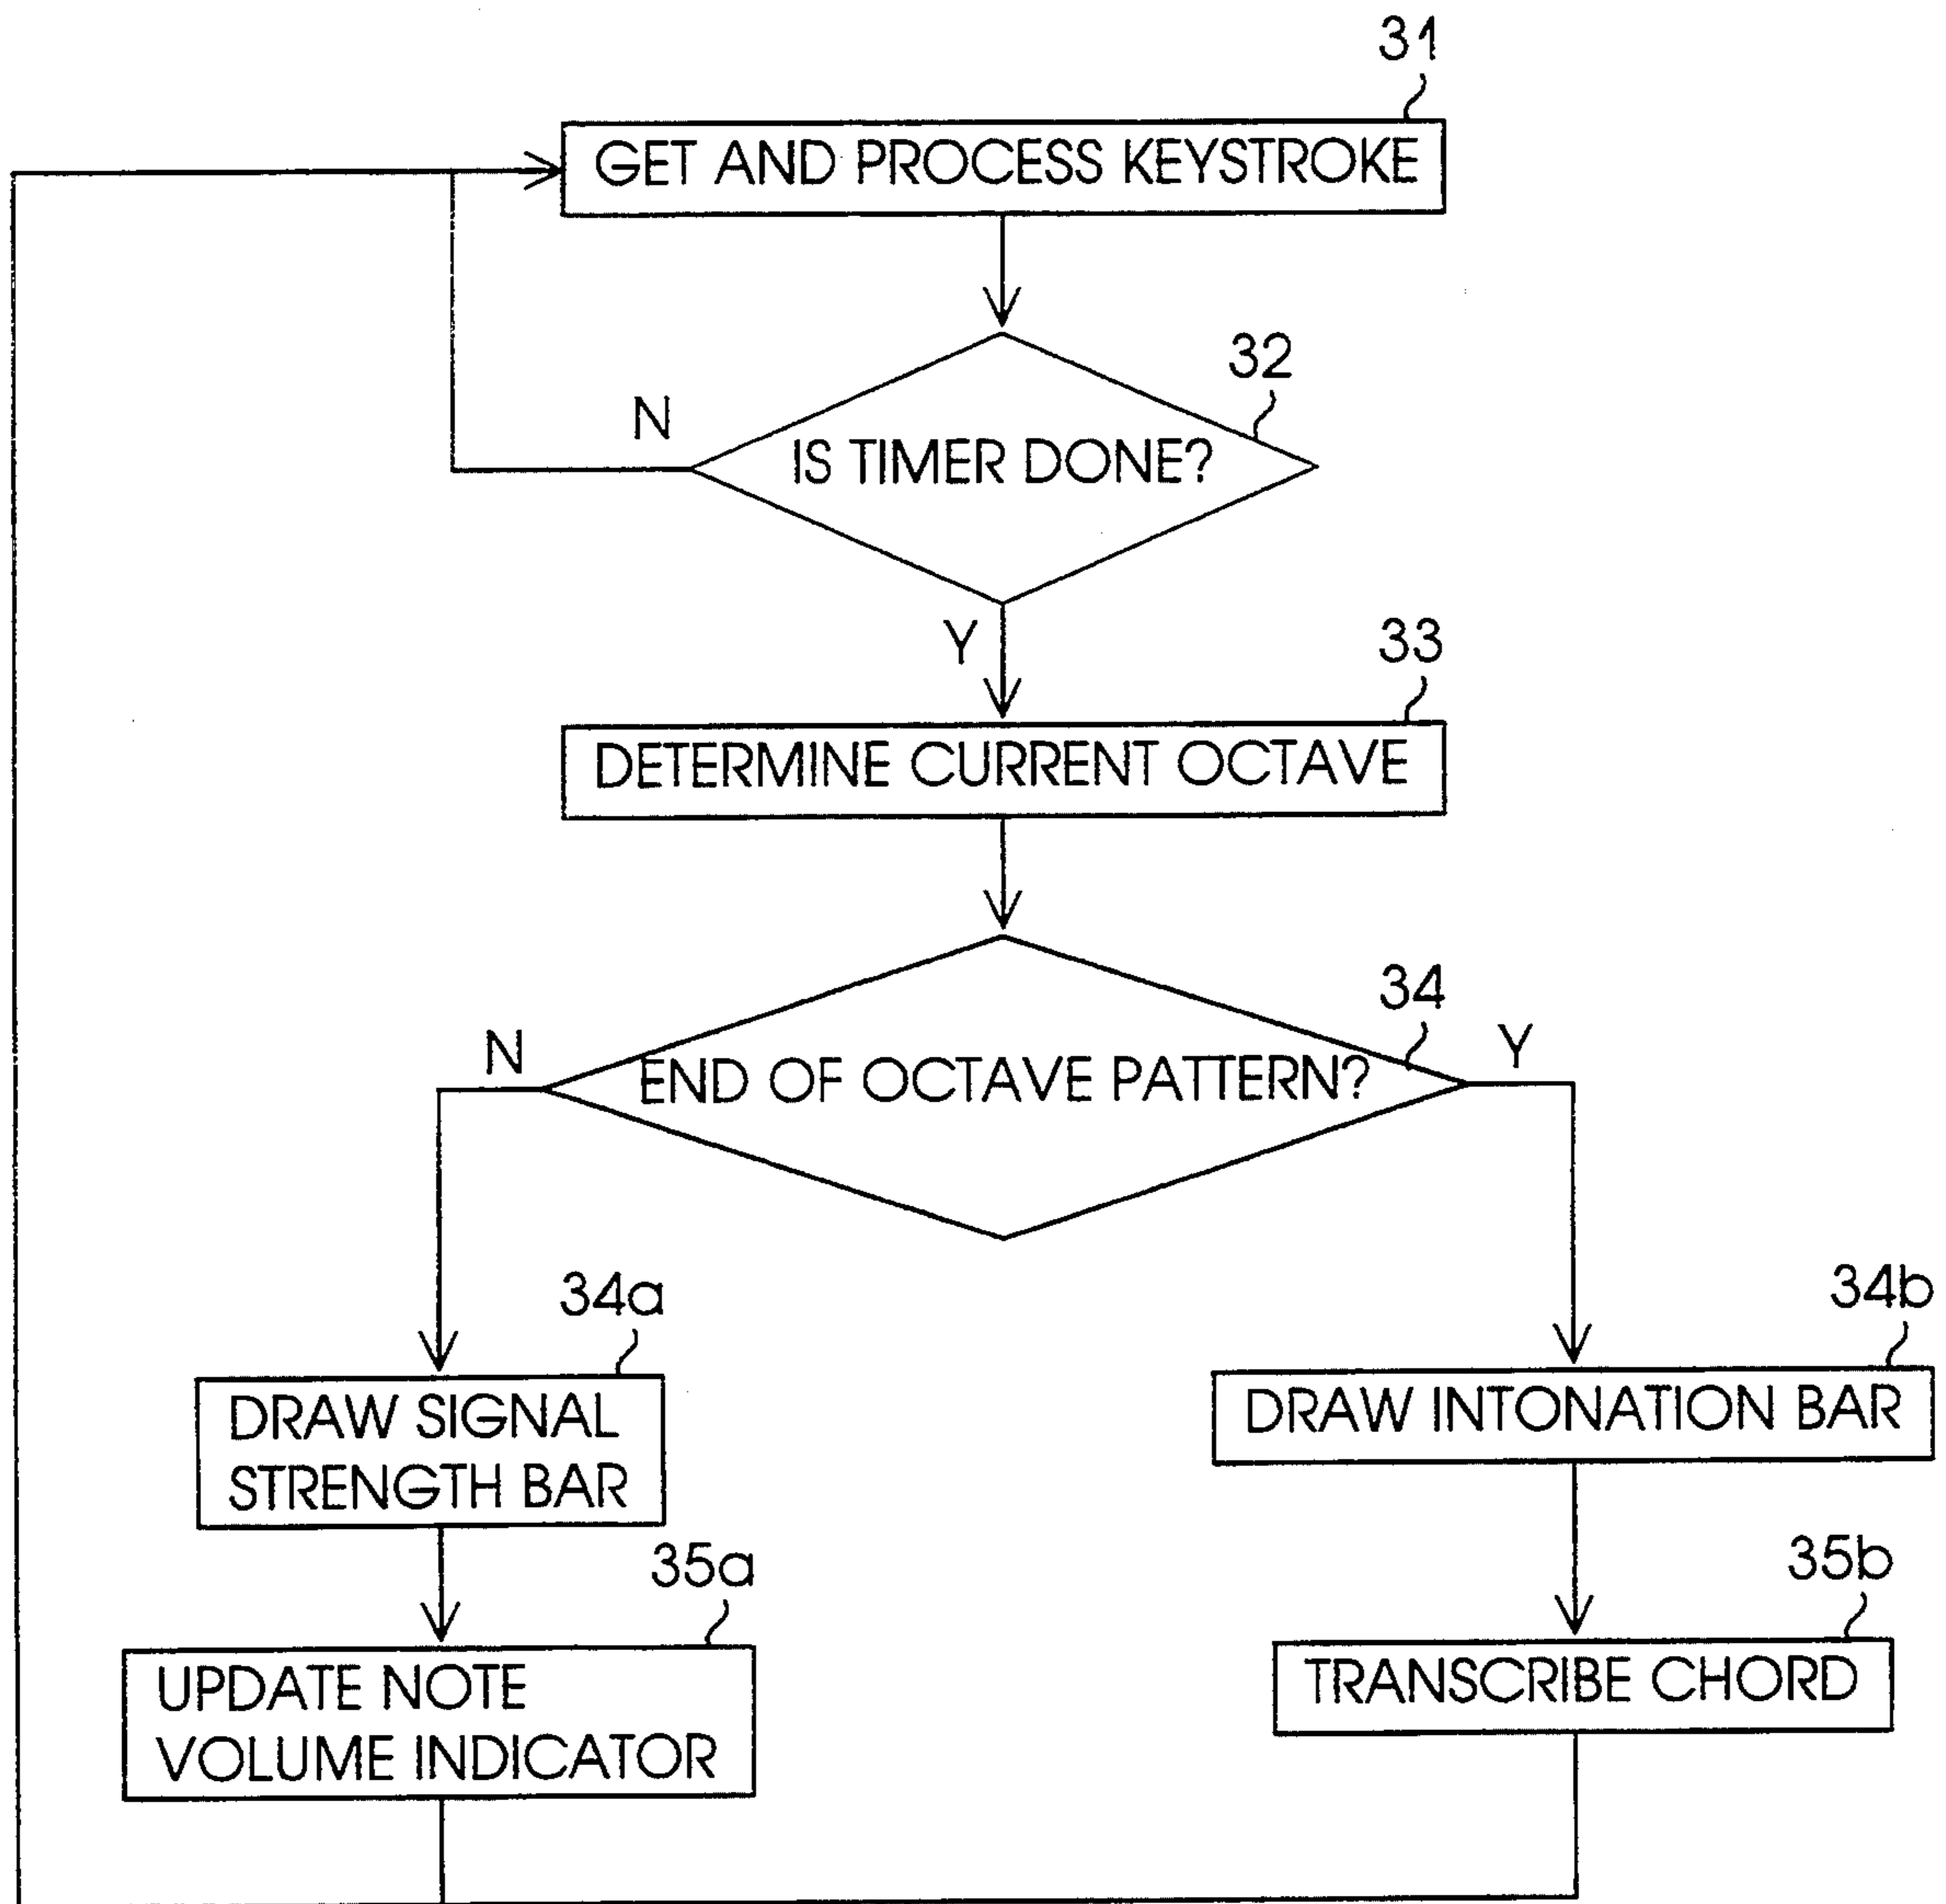 31
GET AND PROCESS KEYSTROKE
32
N
IS TIMER DONE?
Y
33
DETERMINE CURRENT OCTAVE
34
N
Y
END OF OCTAVE PATTERN?
34a
34b
DRAW SIGNAL
STRENGTH BAR
DRAW INTONATION BAR
35a
35b
UPDATE NOTE
VOLUME INDICATOR
TRANSCRIBE CHORD